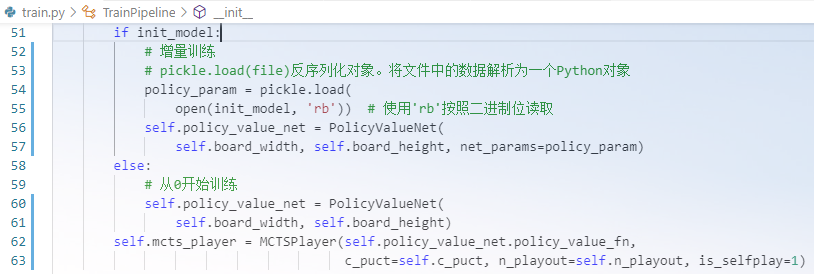 train.py > TrainPipeline > __init__
51 if init_model:
52 # 增量训练
53 # pickle.load(file)反序列化对象。将文件中的数据解析为一个Python对象
54 policy_param = pickle.load(
55 open(init_model, 'rb')) # 使用'rb'按照二进制位读取
56 self.policy_value_net = PolicyValueNet(
57 self.board_width, self.board_height, net_params=policy_param)
58 else:
59 # 从0开始训练
60 self.policy_value_net = PolicyValueNet(
61 self.board_width, self.board_height)
62 self.mcts_player = MCTSPlayer(self.policy_value_net.policy_value_fn,
63 c_puct=self.c_puct, n_playout=self.n_playout, is_selfplay=1)